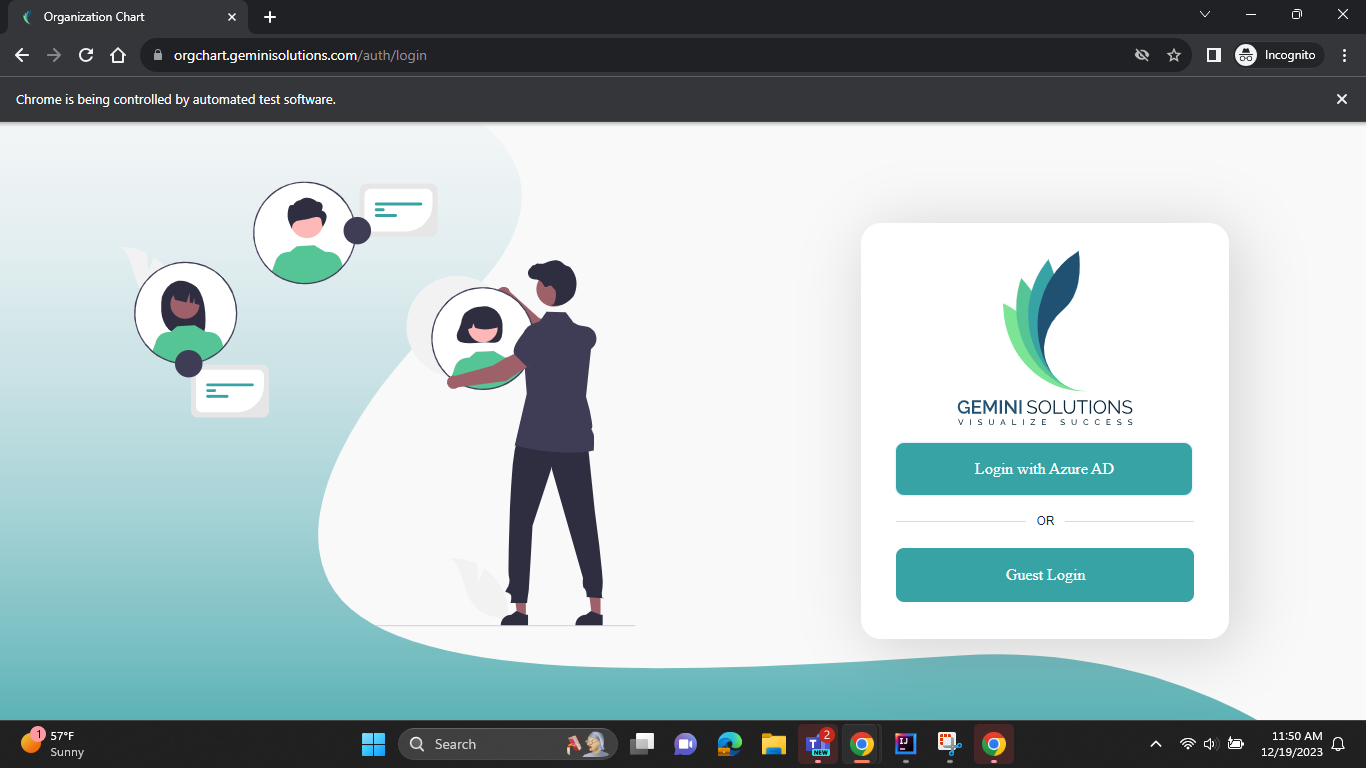 Organization Chart
orgchart.geminisolutions.com/auth/login
Incognito
Chrome is being controlled by automated test software.
GEMINI SOLUTIONS
VISUALIZE SUCCESS
Login with Azure AD
OR
Guest Login
1
57°F
Sunny
Search
2
T
NEW
IJ
11:50 AM
12/19/2023